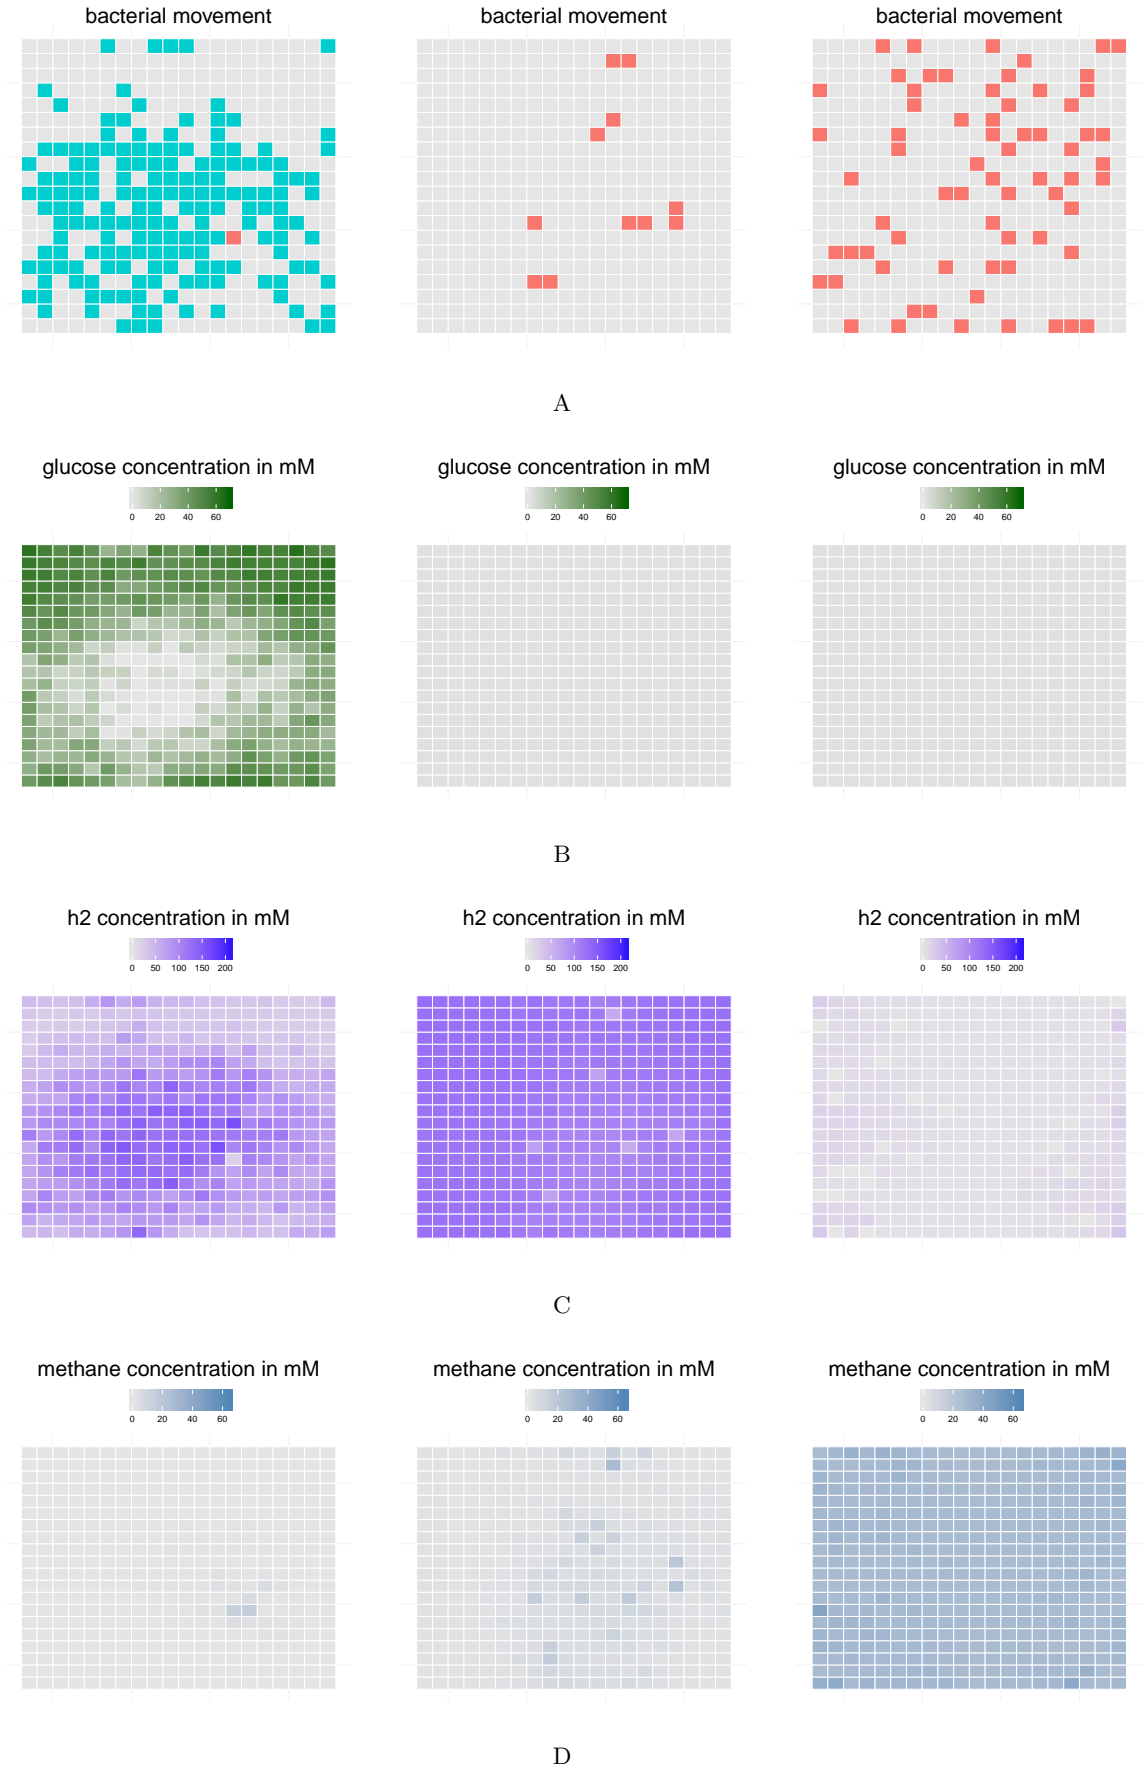 bacterial movement
bacterial movement
bacterial movement
A
glucose concentration in mM
0 20 40 60
glucose concentration in mM
0 20 40 60
glucose concentration in mM
0 20 40 60
B
h2 concentration in mM
0 50 100 150 200
h2 concentration in mM
0 50 100 150 200
h2 concentration in mM
0 50 100 150 200
C
methane concentration in mM
0 20 40 60
methane concentration in mM
0 20 40 60
methane concentration in mM
0 20 40 60
D